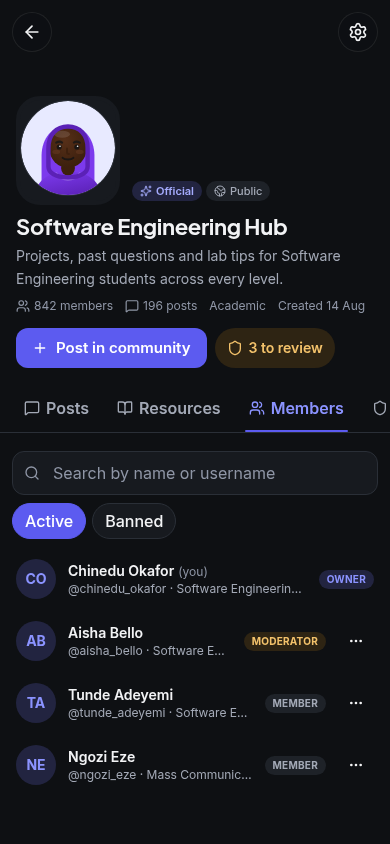 Official
Public
Software Engineering Hub
Projects, past questions and lab tips for Software
Engineering students across every level.
842 members 196 posts Academic Created 14 Aug
Post in community
3 to review
Posts Resources Members
Search by name or username
Active Banned
CO
Chinedu Okafor (you)
@chinedu_okafor · Software Engineerin...
OWNER
AB
Aisha Bello
@aisha_bello · Software E...
MODERATOR
TA
Tunde Adeyemi
@tunde_adeyemi · Software E...
MEMBER
NE
Ngozi Eze
@ngozi_eze · Mass Communic...
MEMBER